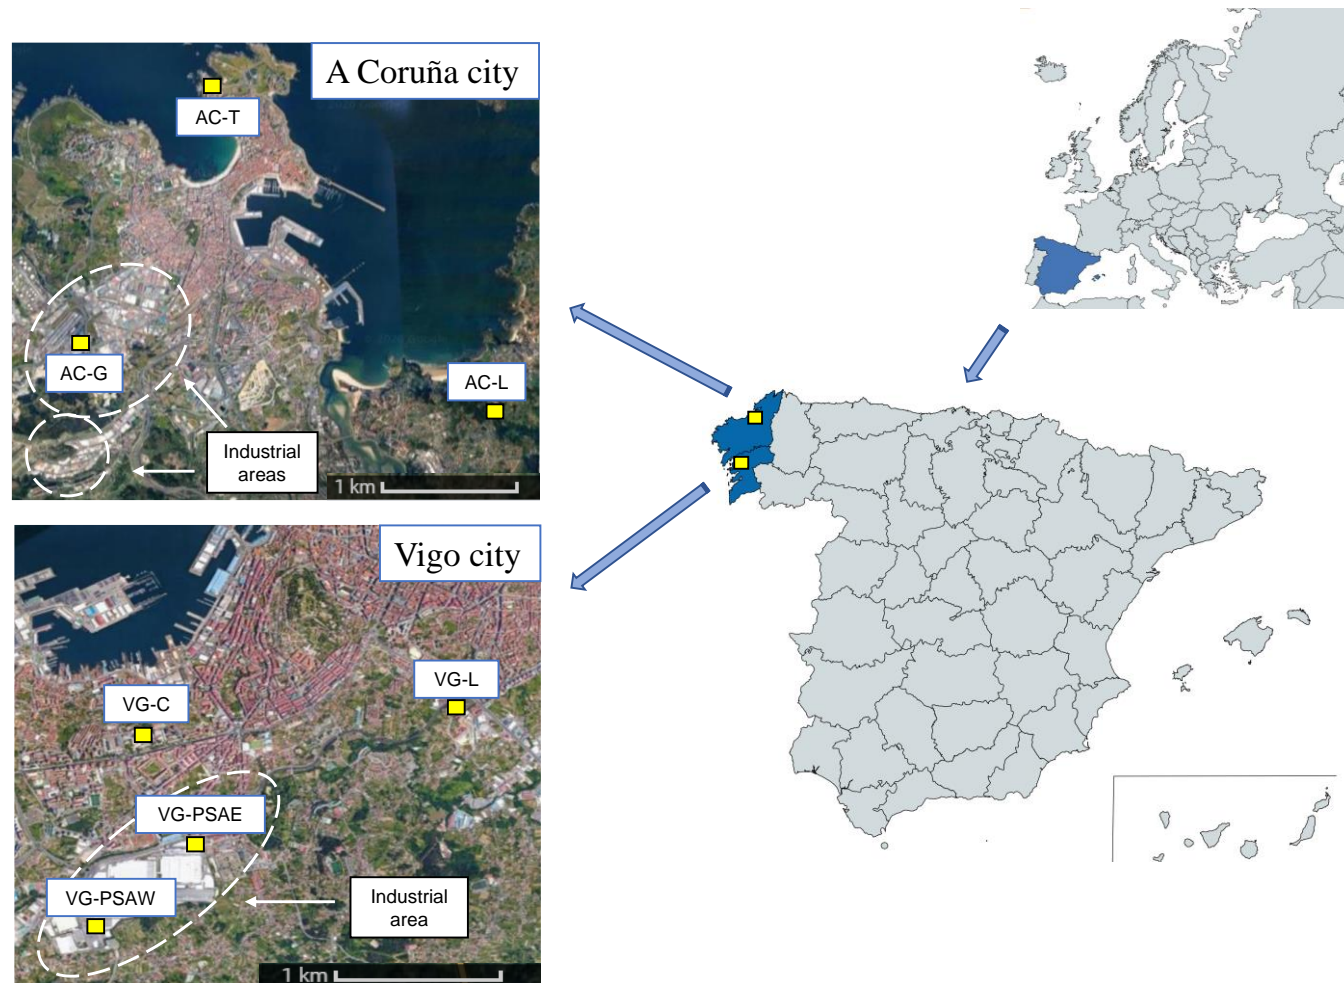 A Coruña city
AC-T
AC-G
AC-L
Industrial
areas
1 km
Vigo city
VG-L
VG-C
VG-PSAE
VG-PSAW
Industrial
area
1 km